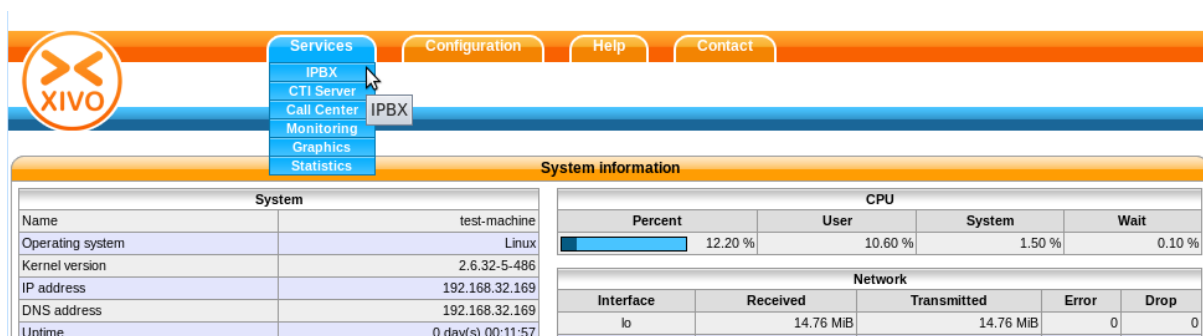 Services Configuration Help Contact
XIVO
IPBX
CTI Server
Call Center
IPBX
Monitoring
Graphics
Statistics
System information
System
Name test-machine
Operating system Linux
Kernel version 2.6.32-5-486
IP address 192.168.32.169
DNS address 192.168.32.169
Uptime 0 day(s) 00:11:57
CPU
Percent User System Wait
12.20 % 10.60 % 1.50 % 0.10 %
Network
Interface Received Transmitted Error Drop
lo 14.76 MiB 14.76 MiB 0 0